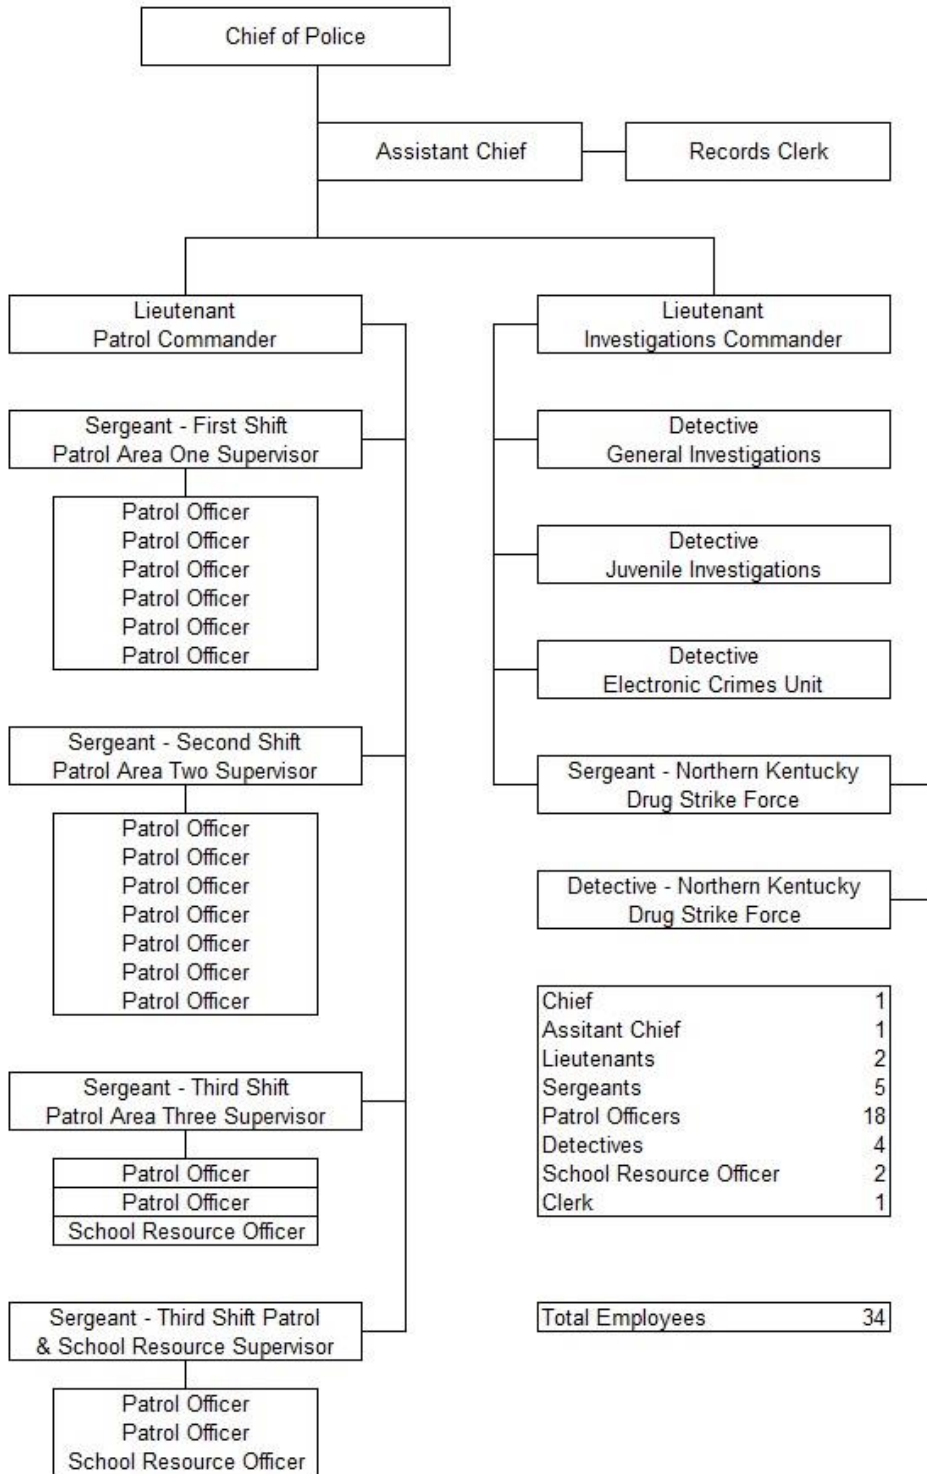 Chief of Police
Assistant Chief
Records Clerk
Lieutenant
Patrol Commander
Sergeant - First Shift
Patrol Area One Supervisor
Patrol Officer
Patrol Officer
Patrol Officer
Patrol Officer
Patrol Officer
Patrol Officer
Sergeant - Second Shift
Patrol Area Two Supervisor
Patrol Officer
Patrol Officer
Patrol Officer
Patrol Officer
Patrol Officer
Patrol Officer
Patrol Officer
Sergeant - Third Shift
Patrol Area Three Supervisor
Patrol Officer
Patrol Officer
School Resource Officer
Sergeant - Third Shift Patrol
& School Resource Supervisor
Patrol Officer
Patrol Officer
School Resource Officer
Lieutenant
Investigations Commander
Detective
General Investigations
Detective
Juvenile Investigations
Detective
Electronic Crimes Unit
Sergeant - Northern Kentucky
Drug Strike Force
Detective - Northern Kentucky
Drug Strike Force
Chief 1
Assitant Chief 1
Lieutenants 2
Sergeants 5
Patrol Officers 18
Detectives 4
School Resource Officer 2
Clerk 1
Total Employees 34